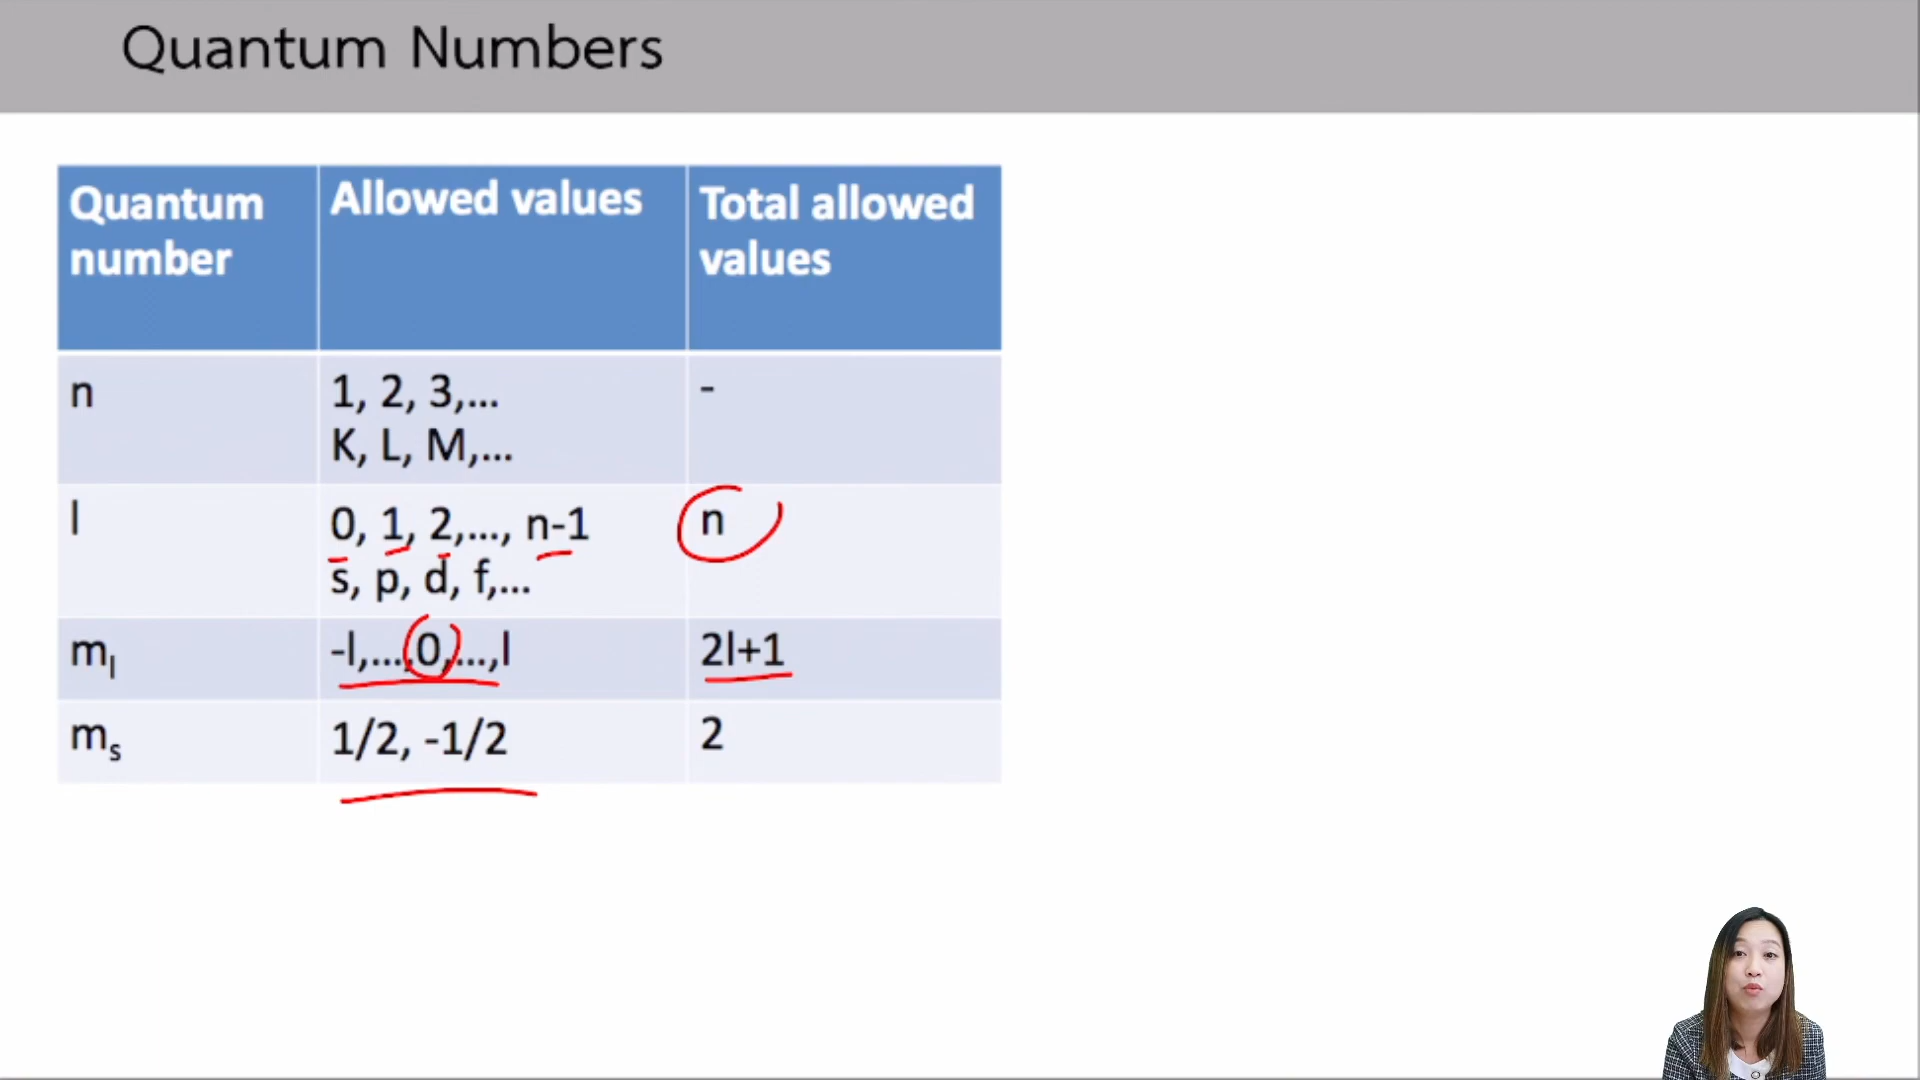 Quantum Numbers
Quantum number
Allowed values
Total allowed values
n
1, 2, 3,...
K, L, M,...
-
l
0, 1, 2,..., n-1
s, p, d, f,...
n
mₗ
-l,...,0,...,l
2l+1
mₛ
1/2, -1/2
2